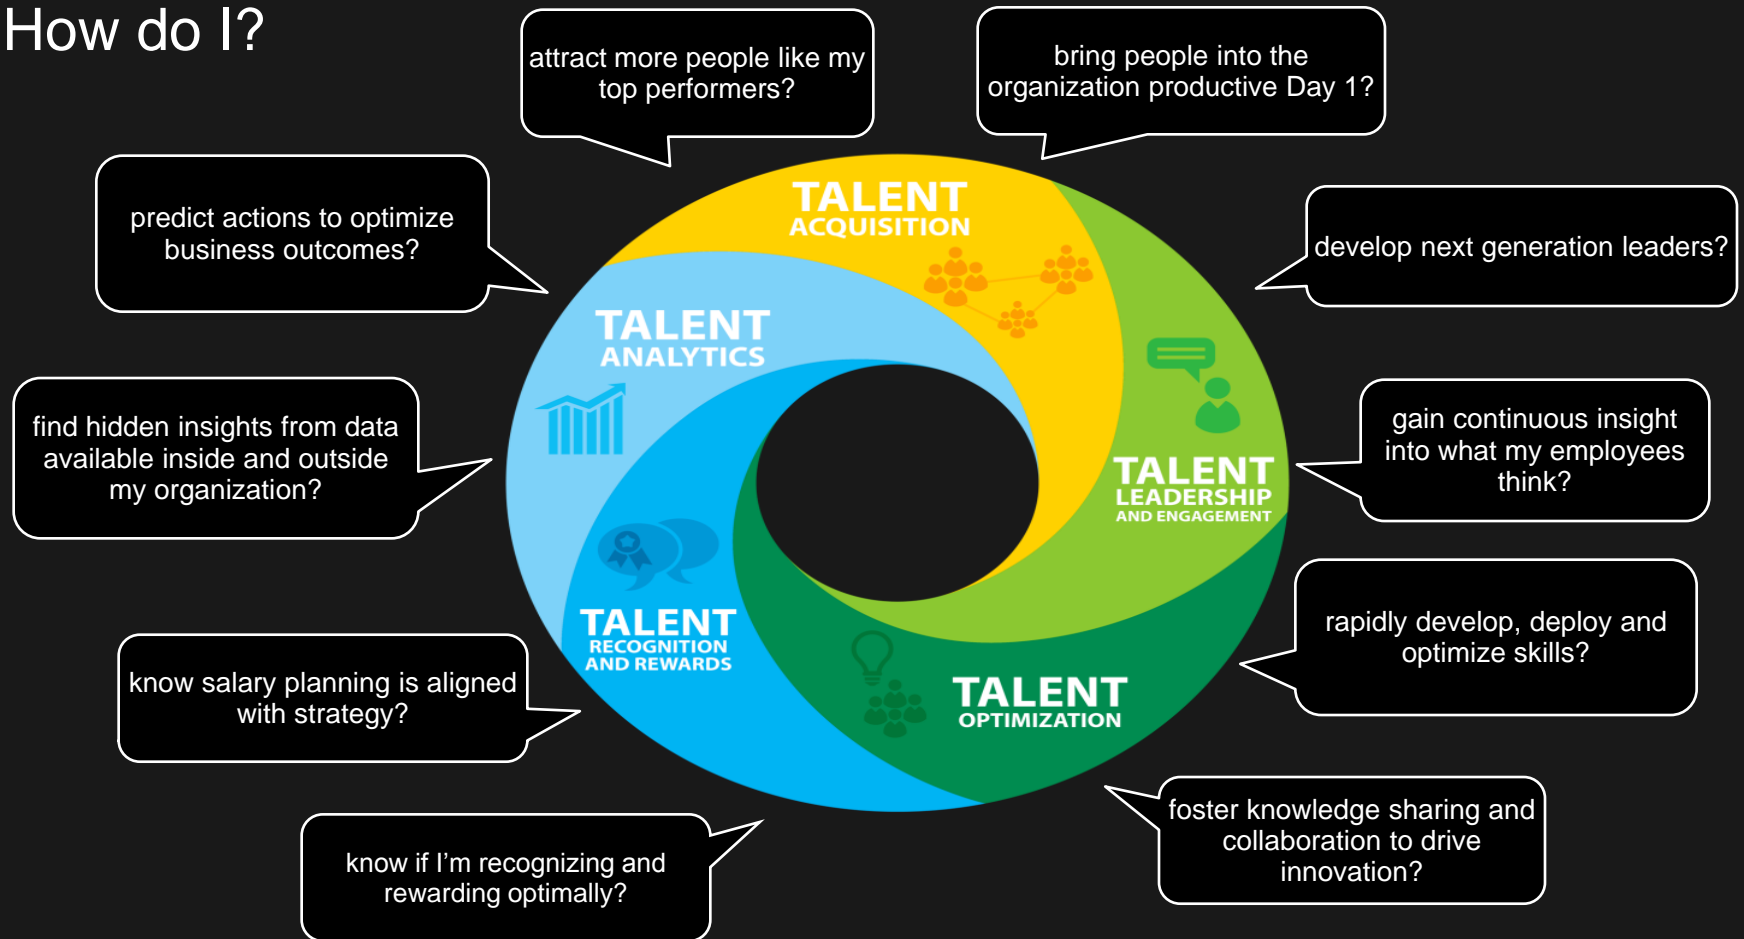 How do I?
attract more people like my
top performers?
bring people into the
organization productive Day 1?
predict actions to optimize
business outcomes?
develop next generation leaders?
TALENT
ACQUISITION
TALENT
ANALYTICS
find hidden insights from data
available inside and outside
my organization?
gain continuous insight
into what my employees
think?
TALENT
LEADERSHIP
AND ENGAGEMENT
TALENT
RECOGNITION
AND REWARDS
rapidly develop, deploy and
optimize skills?
know salary planning is aligned
with strategy?
TALENT
OPTIMIZATION
know if I’m recognizing and
rewarding optimally?
foster knowledge sharing and
collaboration to drive
innovation?